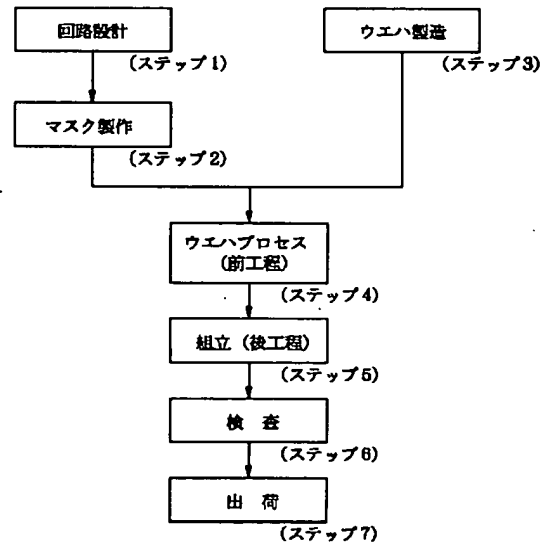 回路設計
(ステップ1)
ウエハ製造
(ステップ3)
マスク製作
(ステップ2)
ウエハプロセス
(前工程)
(ステップ4)
組立 (後工程)
(ステップ5)
検 査
(ステップ6)
出 荷
(ステップ7)